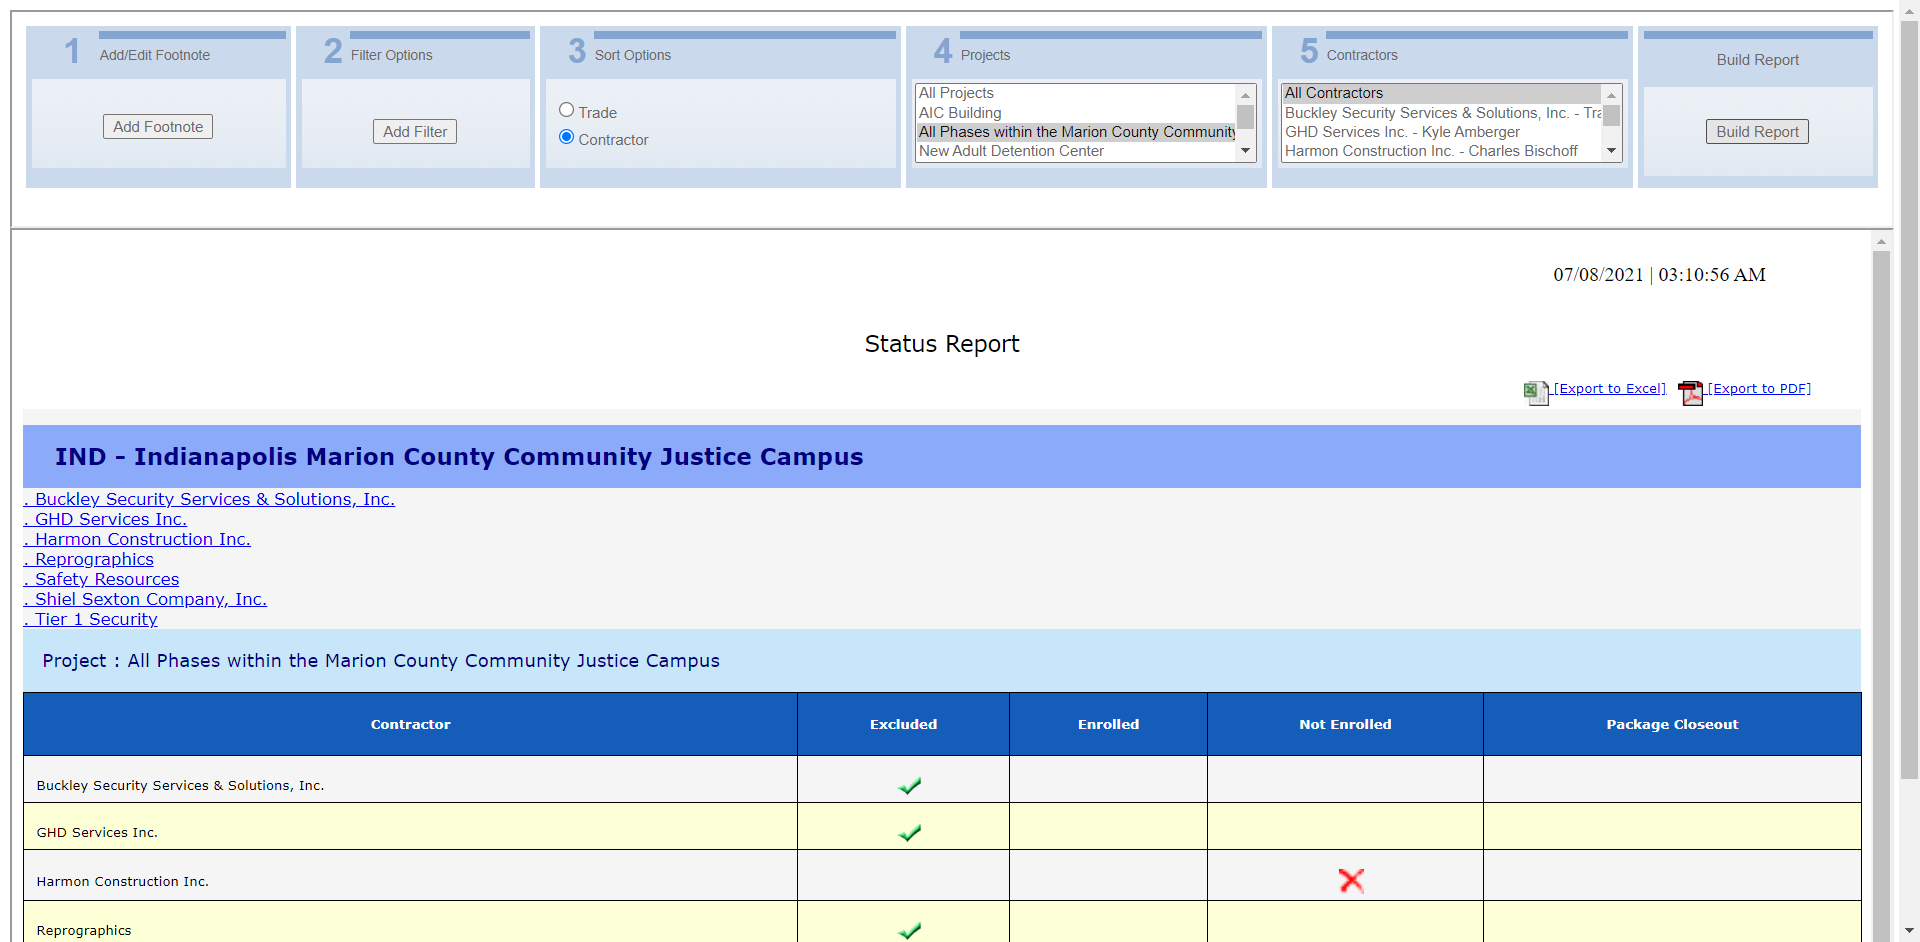 1 Add/Edit Footnote
Add Footnote
2 Filter Options
Add Filter
3 Sort Options
Trade
Contractor
4 Projects
All Projects
AIC Building
All Phases within the Marion County Community
New Adult Detention Center
5 Contractors
All Contractors
Buckley Security Services & Solutions, Inc. - Tra
GHD Services Inc. - Kyle Amberger
Harmon Construction Inc. - Charles Bischoff
Build Report
Build Report
07/08/2021 | 03:10:56 AM
Status Report
[Export to Excel] [Export to PDF]
IND - Indianapolis Marion County Community Justice Campus
. Buckley Security Services & Solutions, Inc.
. GHD Services Inc.
. Harmon Construction Inc.
. Reprographics
. Safety Resources
. Shiel Sexton Company, Inc.
. Tier 1 Security
Project : All Phases within the Marion County Community Justice Campus
Contractor Excluded Enrolled Not Enrolled Package Closeout
Buckley Security Services & Solutions, Inc.
GHD Services Inc.
Harmon Construction Inc.
Reprographics